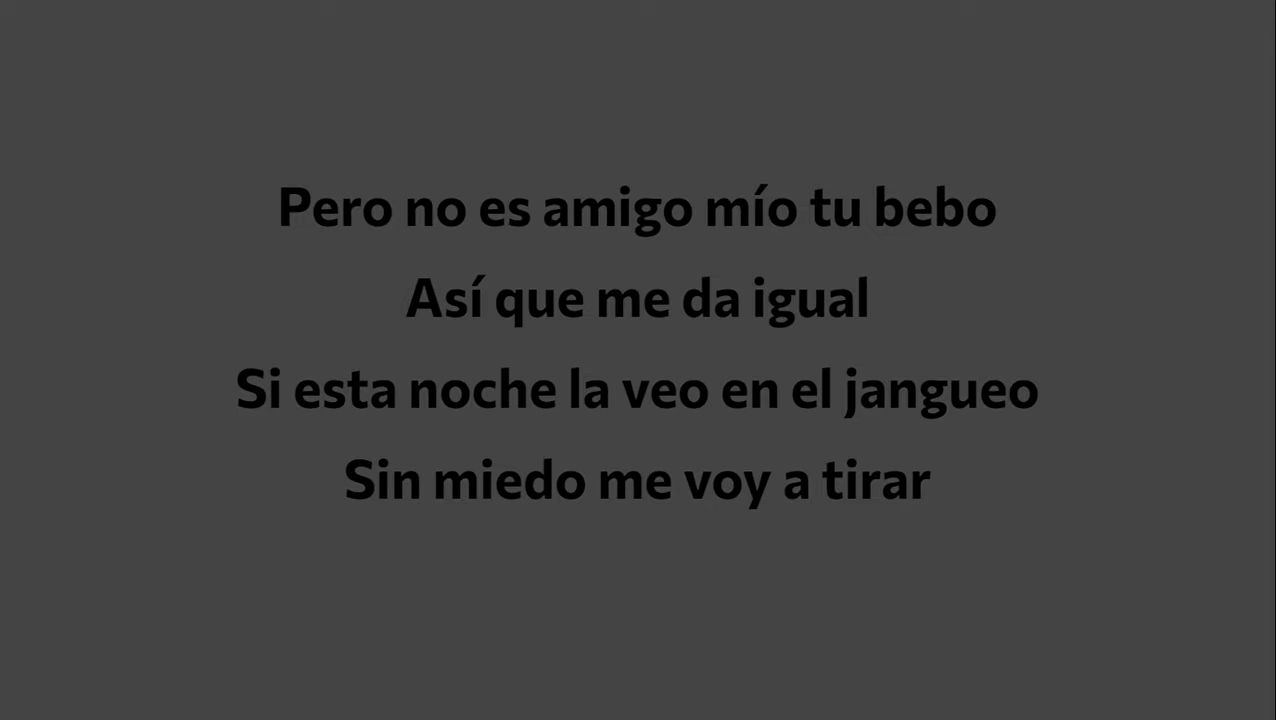 Pero no es amigo mío tu bebo
Así que me da igual
Si esta noche la veo en el jangueo
Sin miedo me voy a tirar